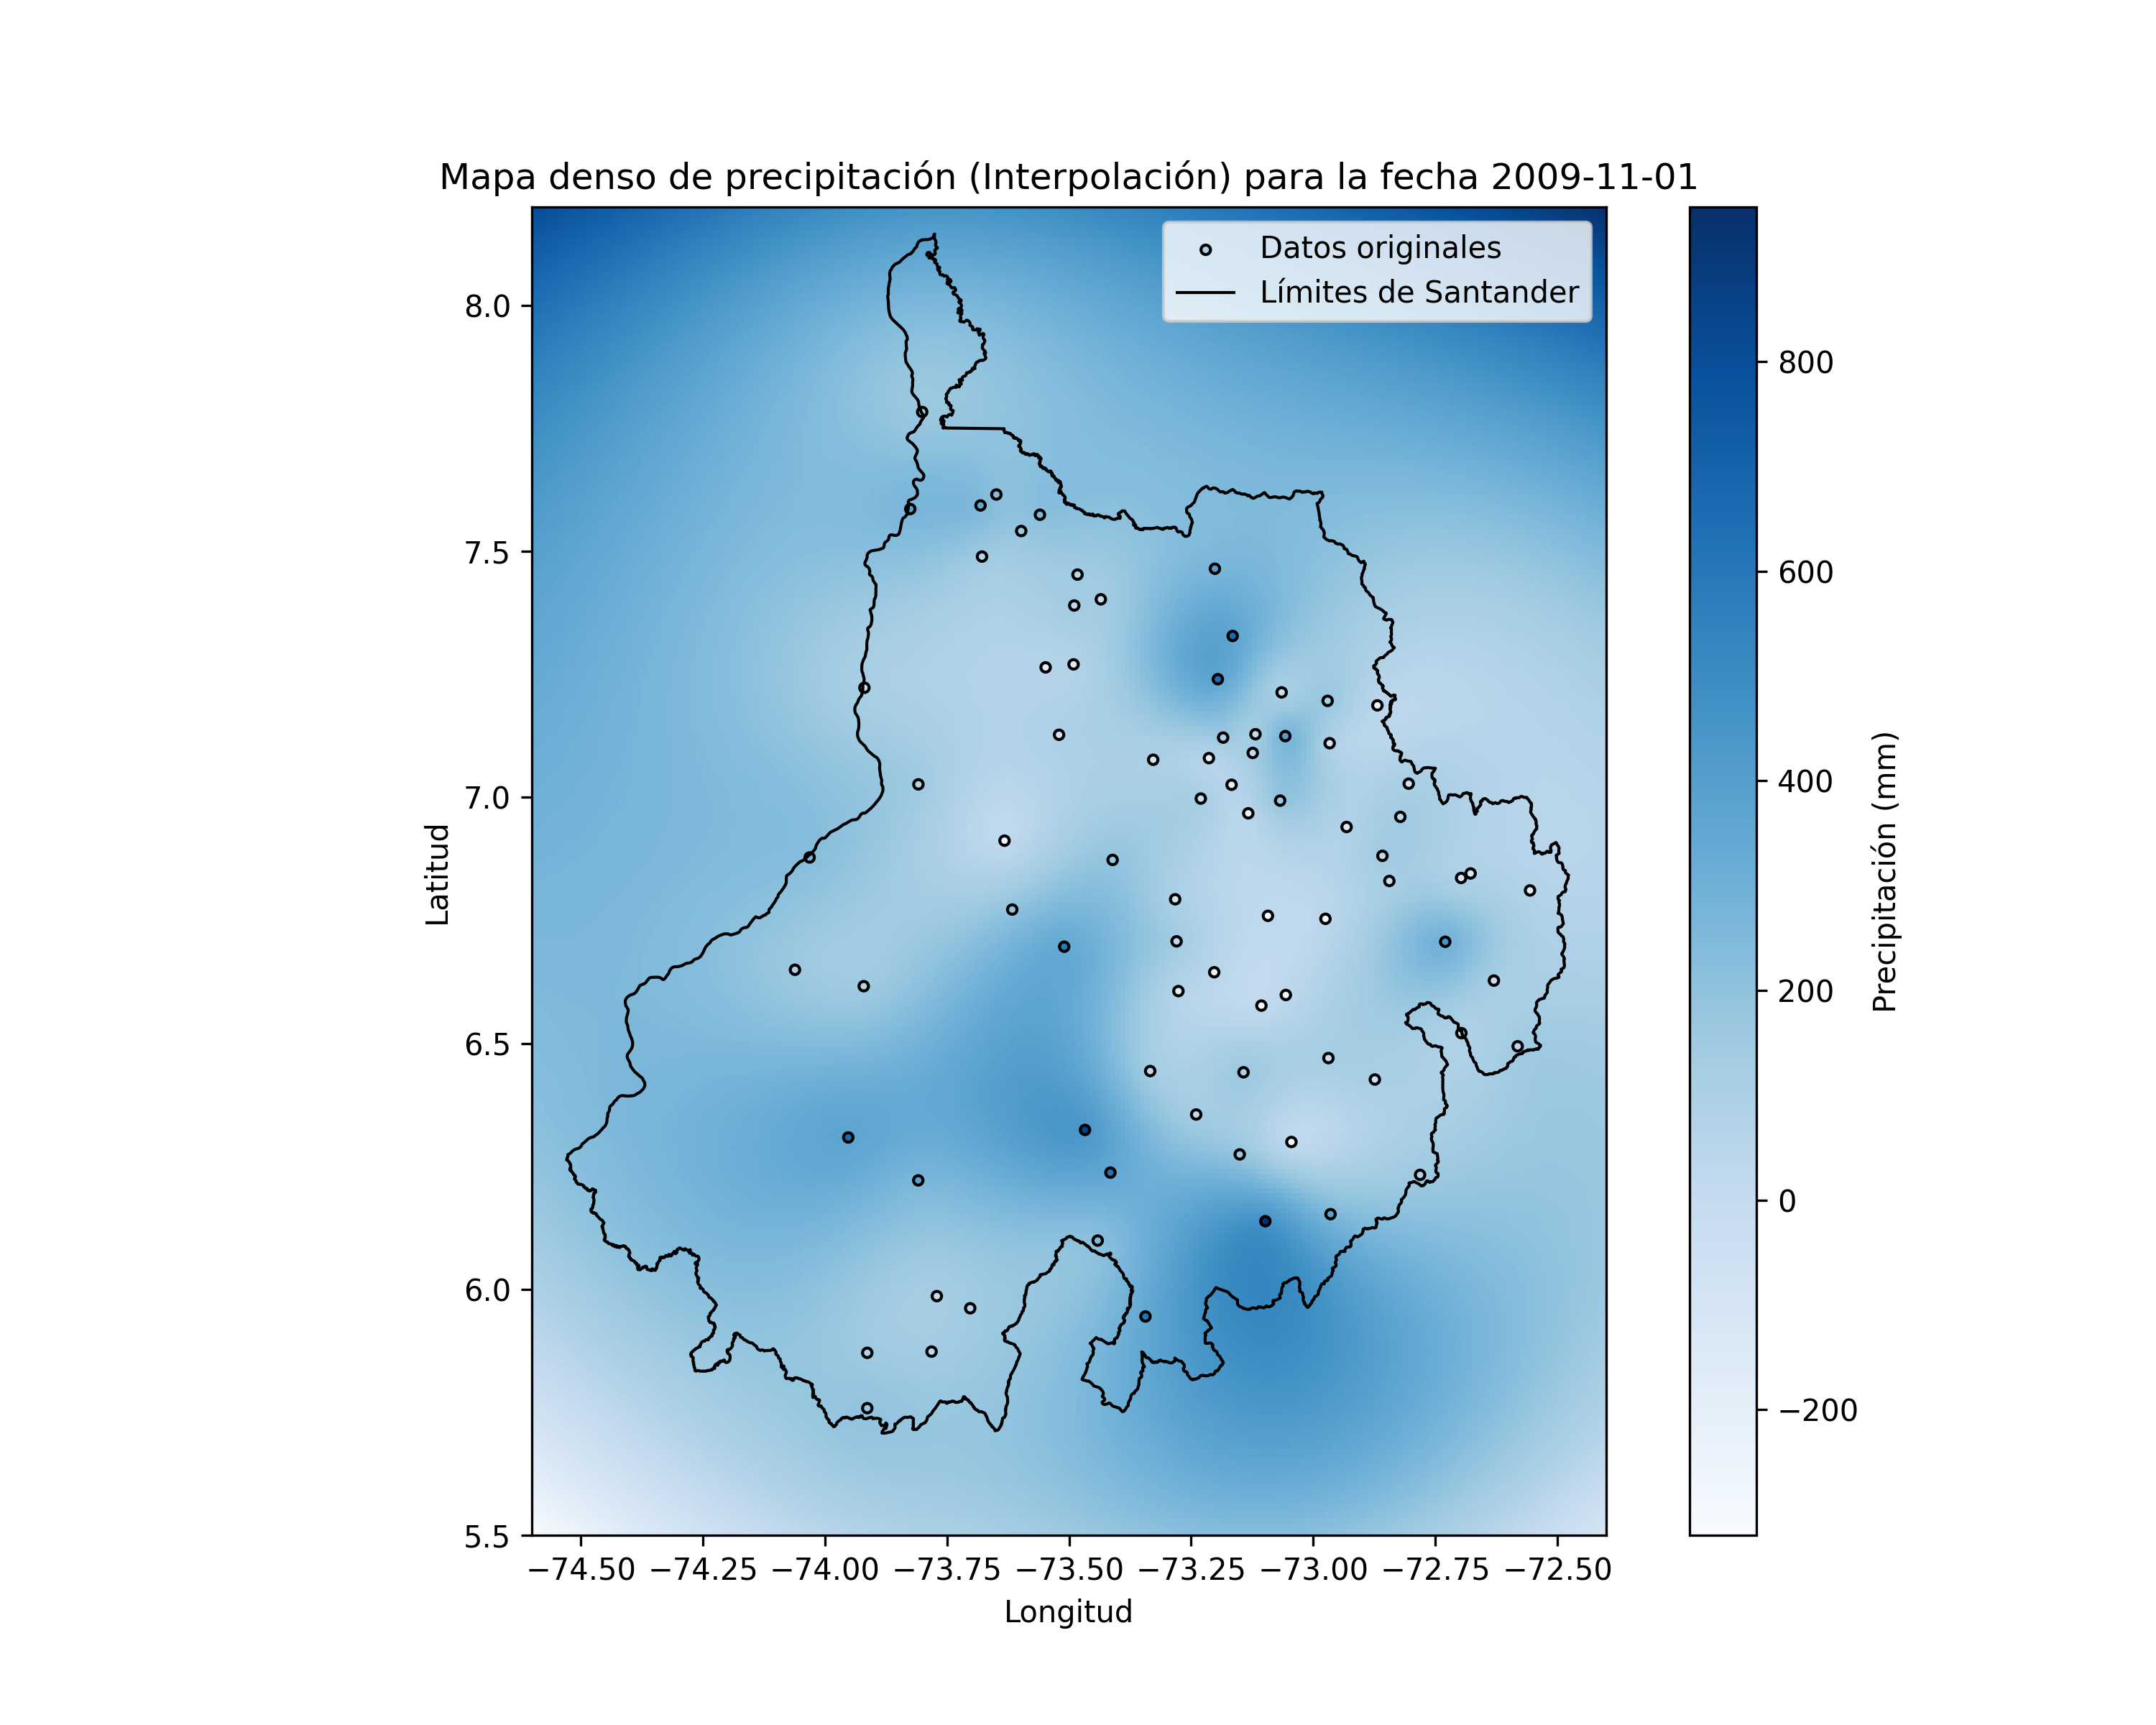 Mapa denso de precipitación (Interpolación) para la fecha 2009-11-01
Datos originales
Límites de Santander
8.0
7.5
7.0
6.5
6.0
5.5
Latitud
−74.50 −74.25 −74.00 −73.75 −73.50 −73.25 −73.00 −72.75 −72.50
Longitud
800
600
400
200
0
−200
Precipitación (mm)